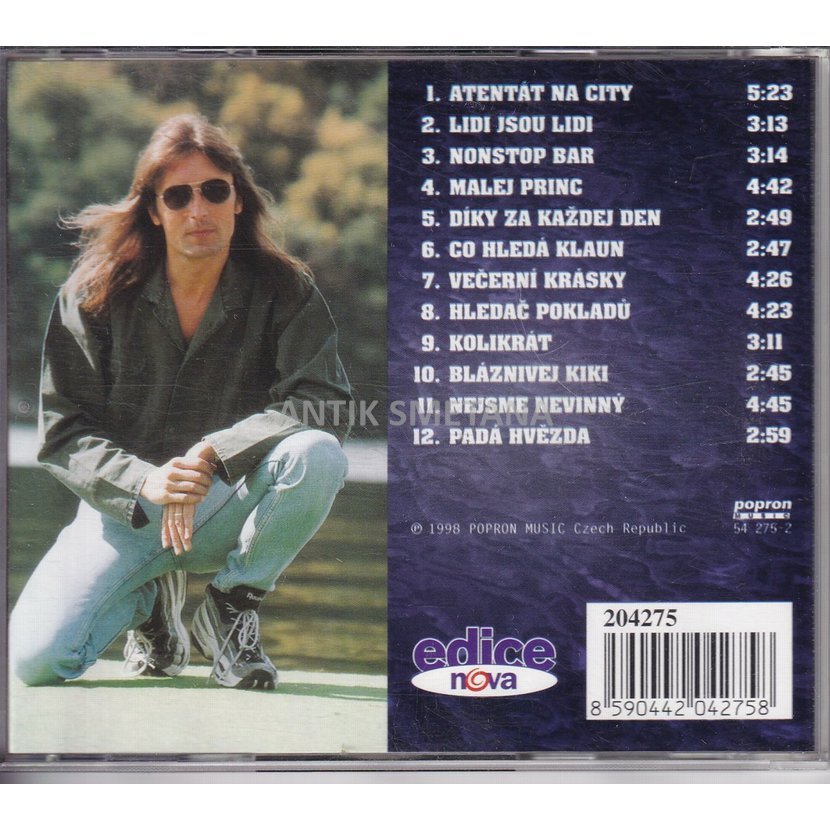 1. ATENTÁT NA CITY 5:23
2. LIDI JSOU LIDI 3:13
3. NONSTOP BAR 3:14
4. MALEJ PRINC 4:42
5. DÍKY ZA KAŽDEJ DEN 2:49
6. CO HLEDÁ KLAUN 2:47
7. VEČERNÍ KRÁSKY 4:26
8. HLEDAČ POKLADŮ 4:23
9. KOLIKRÁT 3:11
10. BLÁZNIVEJ KIKI 2:45
© ANTIK SMETANA
11. NEJSME NEVINNÝ 4:45
12. PADÁ HVĚZDA 2:59
popron
MUSIC
℗ 1998 POPRON MUSIC Czech Republic 54 275-2
204275
edice
nova
8 590442 042758
Reebok